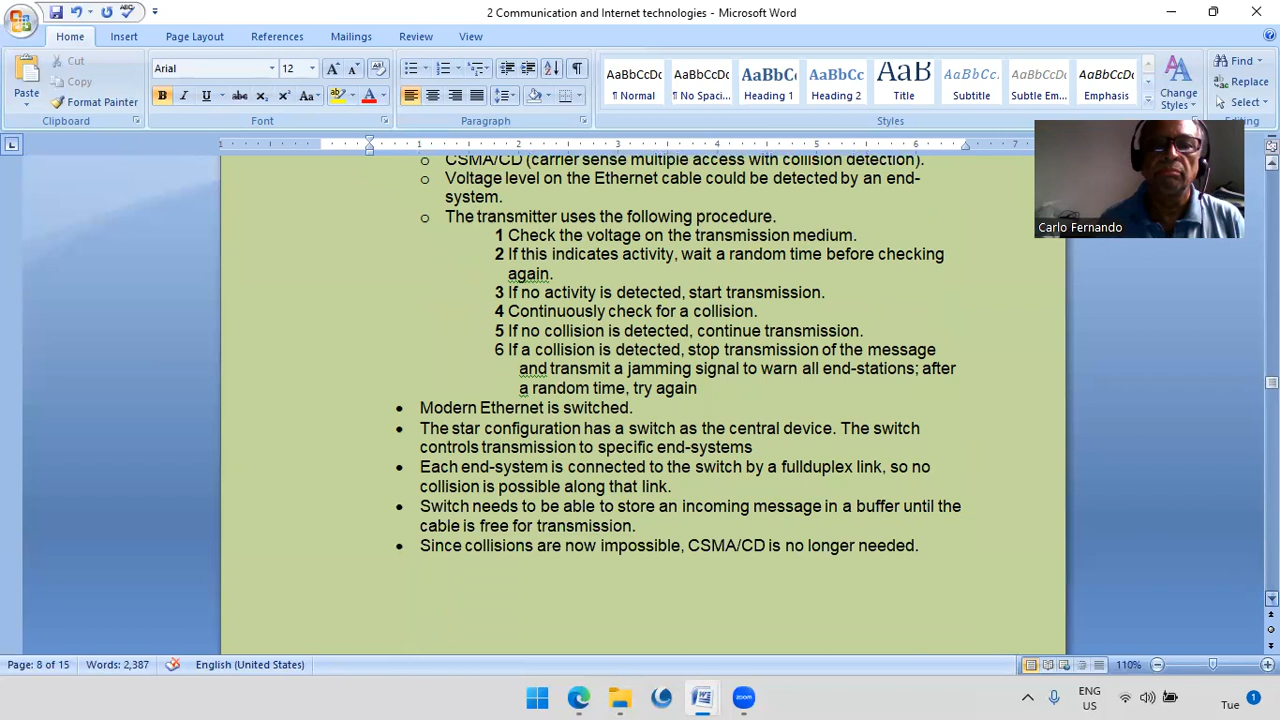 2 Communication and Internet technologies - Microsoft Word
Home Insert Page Layout References Mailings Review View
Paste
Cut
Copy
Format Painter
Clipboard
Arial 12
Font
Paragraph
AaBbCcDc AaBbCcDc AaBbCc AaBbCc AaB AaBbCc. AaBbCcDc AaBbCcDc
¶ Normal ¶ No Spaci... Heading 1 Heading 2 Title Subtitle Subtle Em... Emphasis
Styles
Change Styles
Find
Replace
Select
Editing
CSMA/CD (carrier sense multiple access with collision detection).
Voltage level on the Ethernet cable could be detected by an end-
system.
The transmitter uses the following procedure.
1 Check the voltage on the transmission medium.
2 If this indicates activity, wait a random time before checking
again.
3 If no activity is detected, start transmission.
4 Continuously check for a collision.
5 If no collision is detected, continue transmission.
6 If a collision is detected, stop transmission of the message
and transmit a jamming signal to warn all end-stations; after
a random time, try again
• Modern Ethernet is switched.
• The star configuration has a switch as the central device. The switch
controls transmission to specific end-systems
• Each end-system is connected to the switch by a fullduplex link, so no
collision is possible along that link.
• Switch needs to be able to store an incoming message in a buffer until the
cable is free for transmission.
• Since collisions are now impossible, CSMA/CD is no longer needed.
Carlo Fernando
Page: 8 of 15 Words: 2,387 English (United States) 110%
zoom
ENG
US
Tue 1